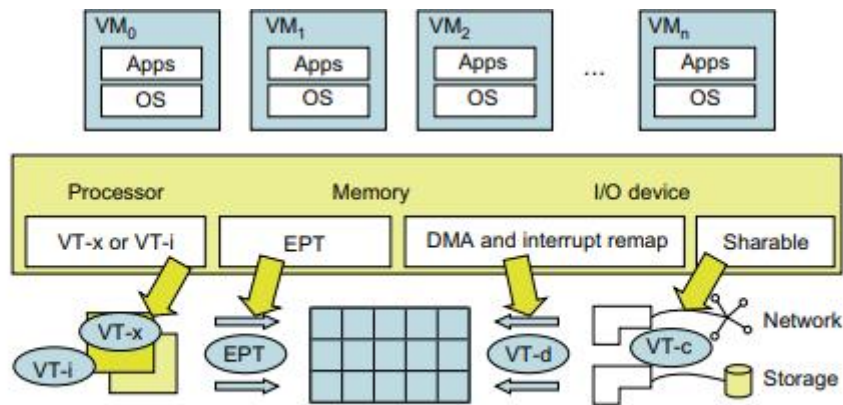 VM0 VM1 VM2 VMn
Apps Apps Apps ... Apps
OS OS OS OS
Processor Memory I/O device
VT-x or VT-i EPT DMA and interrupt remap Sharable
VT-x Network
VT-i EPT VT-d VT-c
Storage